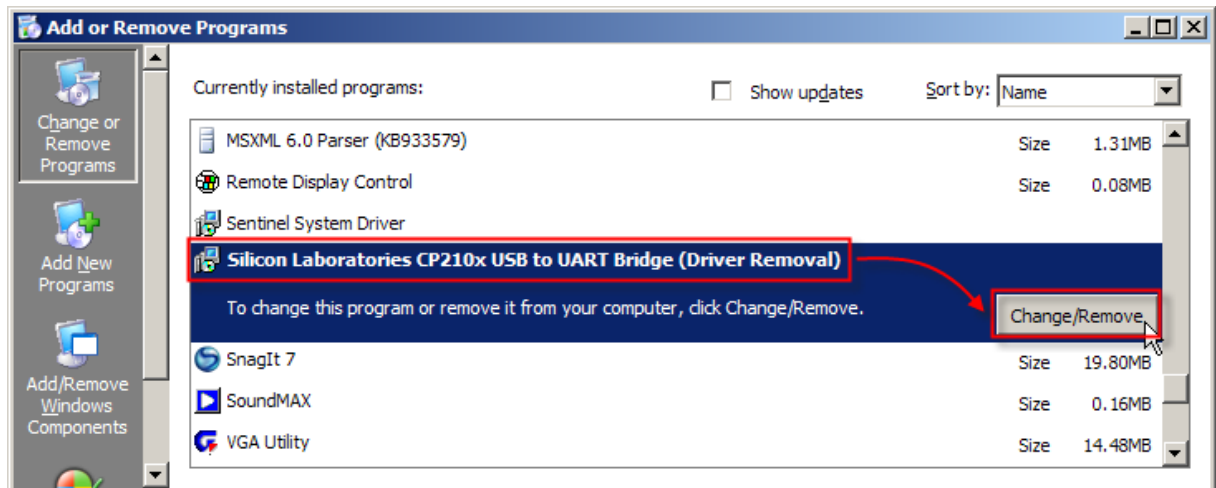 Add or Remove Programs
Change or
Remove
Programs
Add New
Programs
Add/Remove
Windows
Components
Currently installed programs:
Show updates
Sort by: Name
MSXML 6.0 Parser (KB933579) Size 1.31MB
Remote Display Control Size 0.08MB
Sentinel System Driver
Silicon Laboratories CP210x USB to UART Bridge (Driver Removal)
To change this program or remove it from your computer, click Change/Remove.
Change/Remove
SnagIt 7 Size 19.80MB
SoundMAX Size 0.16MB
VGA Utility Size 14.48MB